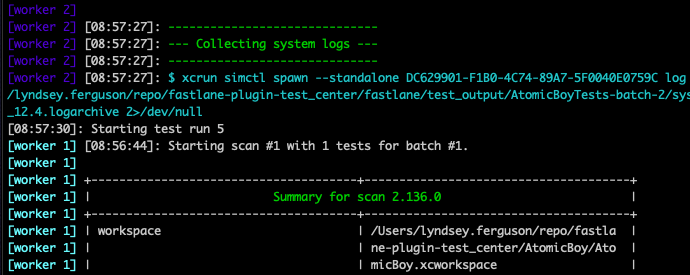 [worker 2]
[worker 2] [08:57:27]: ------------------------------
[worker 2] [08:57:27]: --- Collecting system logs ---
[worker 2] [08:57:27]: ------------------------------
[worker 2] [08:57:27]: $ xcrun simctl spawn --standalone DC629901-F1B0-4C74-89A7-5F0040E0759C log
/lyndsey.ferguson/repo/fastlane-plugin-test_center/fastlane/test_output/AtomicBoyTests-batch-2/sys
_12.4.logarchive 2>/dev/null
[08:57:30]: Starting test run 5
[worker 1] [08:56:44]: Starting scan #1 with 1 tests for batch #1.
[worker 1]
[worker 1] +-----------------------------------+-----------------------------------+
[worker 1] | Summary for scan 2.136.0 |
[worker 1] +-----------------------------------+-----------------------------------+
[worker 1] | workspace | /Users/lyndsey.ferguson/repo/fastla |
[worker 1] | | ne-plugin-test_center/AtomicBoy/Ato |
[worker 1] | | micBoy.xcworkspace |